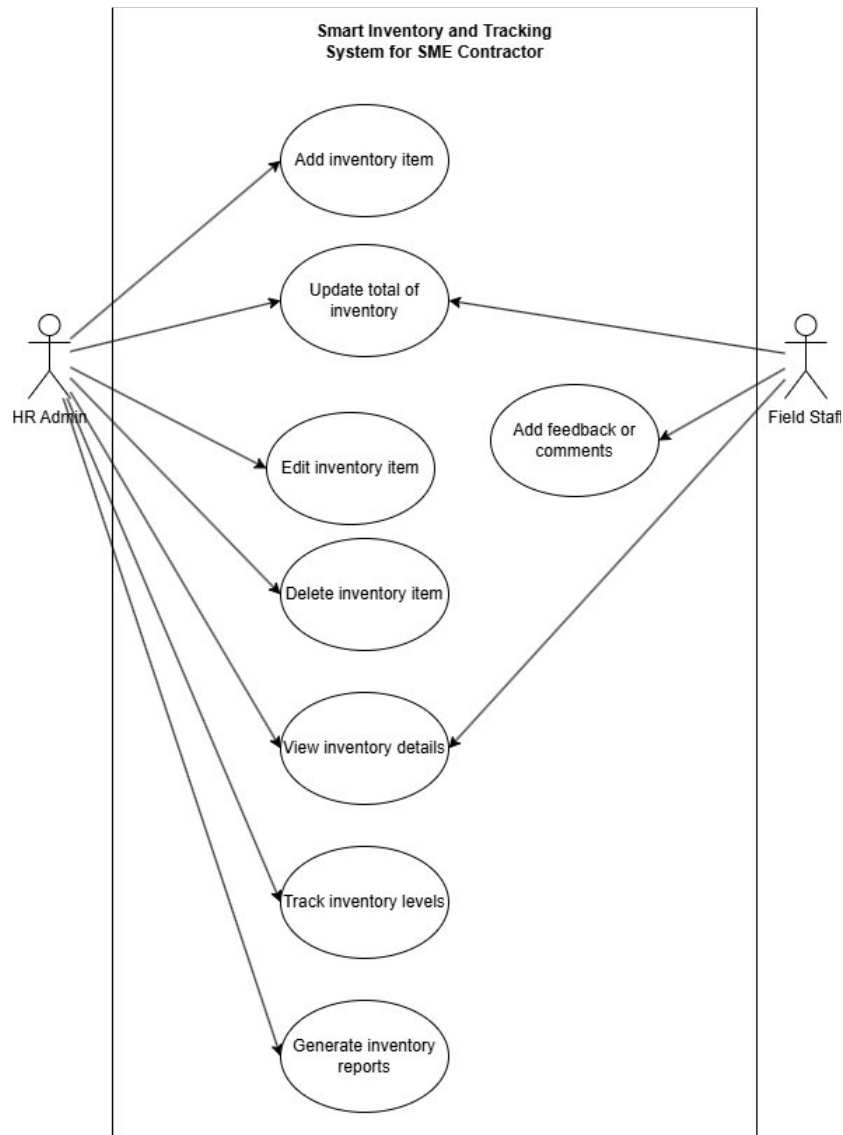 Smart Inventory and Tracking
System for SME Contractor
Add inventory item
Update total of
inventory
HR Admin
Edit inventory item
Add feedback or
comments
Field Staff
Delete inventory item
View inventory details
Track inventory levels
Generate inventory
reports